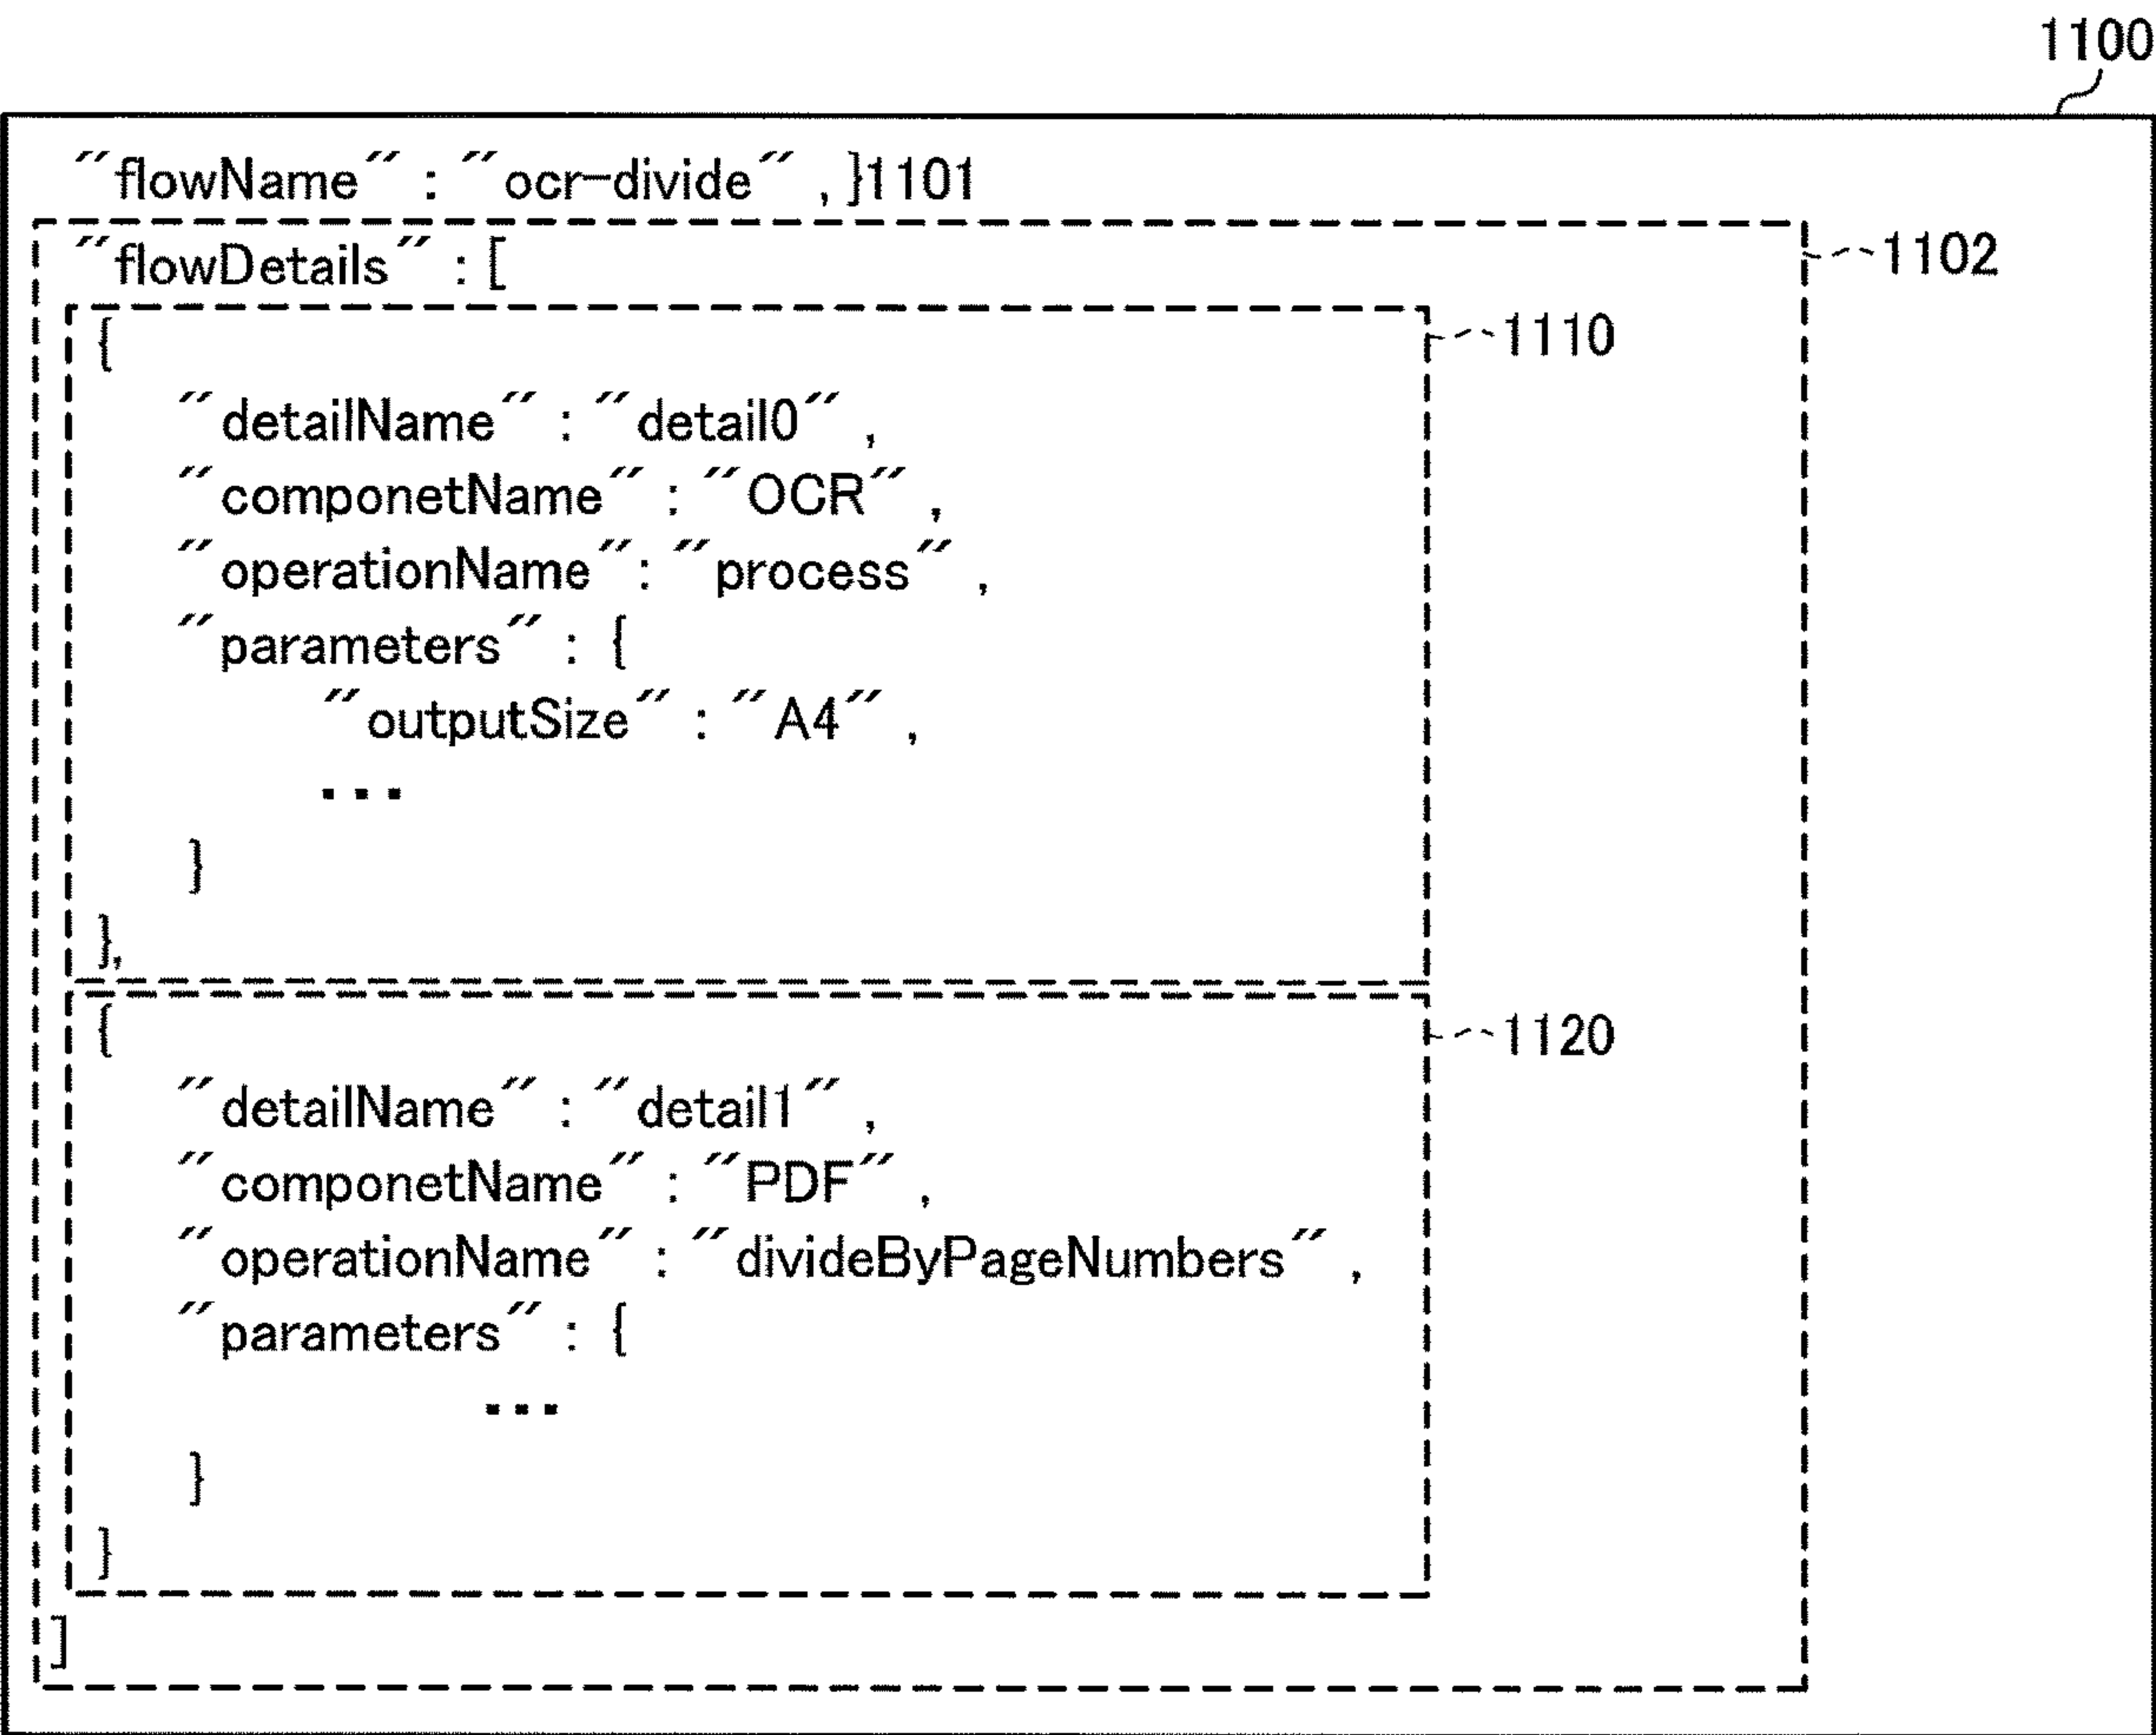 1100
"flowName" : "ocr-divide" , }1101
"flowDetails" : [ 1102
{ 1110
"detailName" : "detail0" ,
"componetName" : "OCR" ,
"operationName" : "process" ,
"parameters" : {
"outputSize" : "A4" ,
...
}
},
{ 1120
"detailName" : "detail1" ,
"componetName" : "PDF" ,
"operationName" : "divideByPageNumbers" ,
"parameters" : {
...
}
}
]